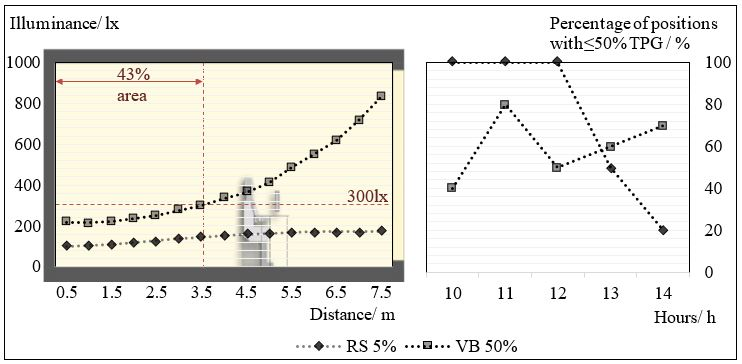 Illuminance/ lx
Percentage of positions
with≤50% TPG / %
1000
800
600
400
200
0
43%
area
300lx
0.5 1.5 2.5 3.5 4.5 5.5 6.5 7.5
Distance/ m
100
80
60
40
20
0
10 11 12 13 14
Hours/ h
RS 5% VB 50%